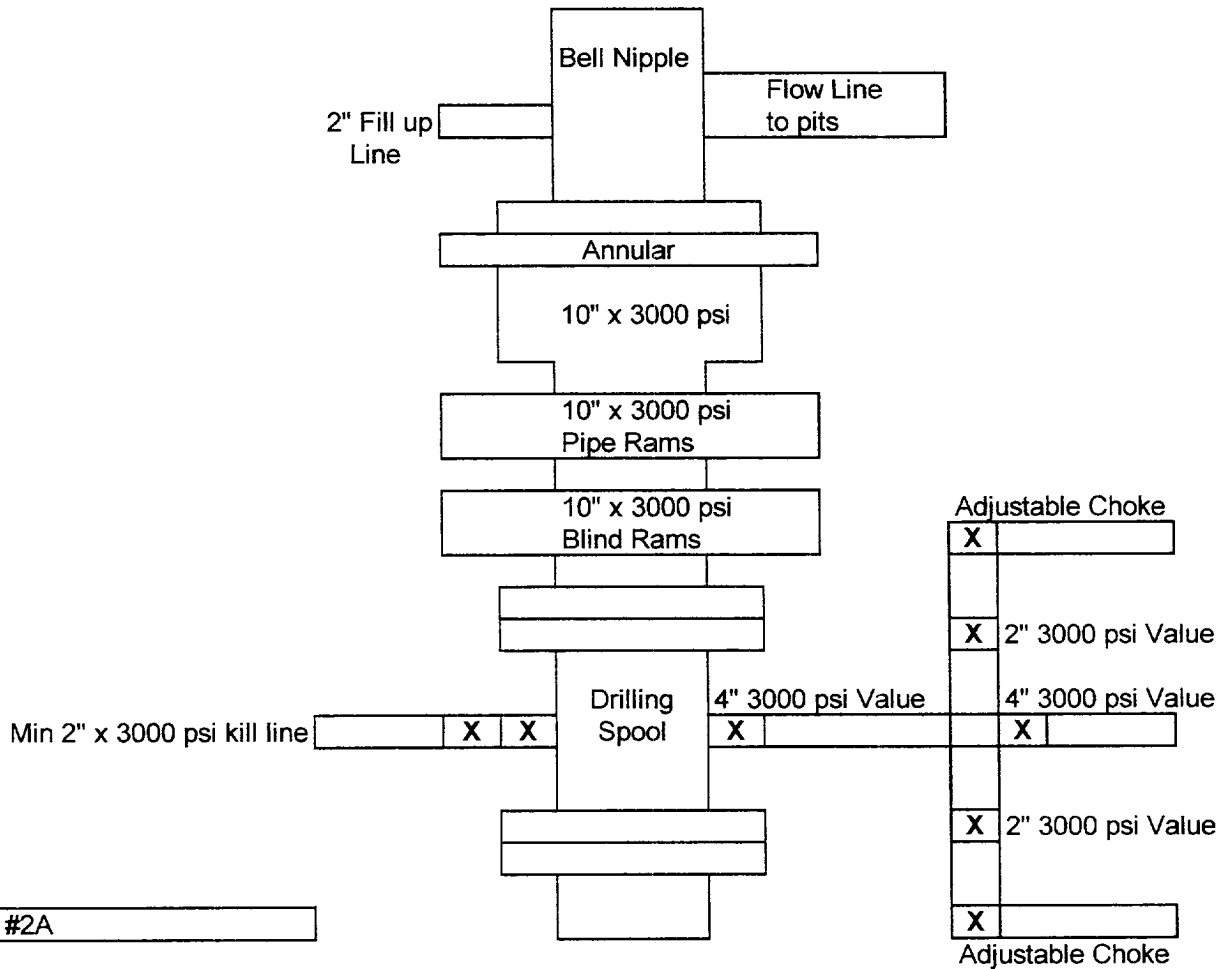 Bell Nipple
Flow Line
to pits
2" Fill up
Line
Annular
10" x 3000 psi
10" x 3000 psi
Pipe Rams
10" x 3000 psi
Blind Rams
Adjustable Choke
X
X 2" 3000 psi Value
Drilling
Spool
4" 3000 psi Value
4" 3000 psi Value
Min 2" x 3000 psi kill line
X X
X
X
X 2" 3000 psi Value
#2A
X
Adjustable Choke